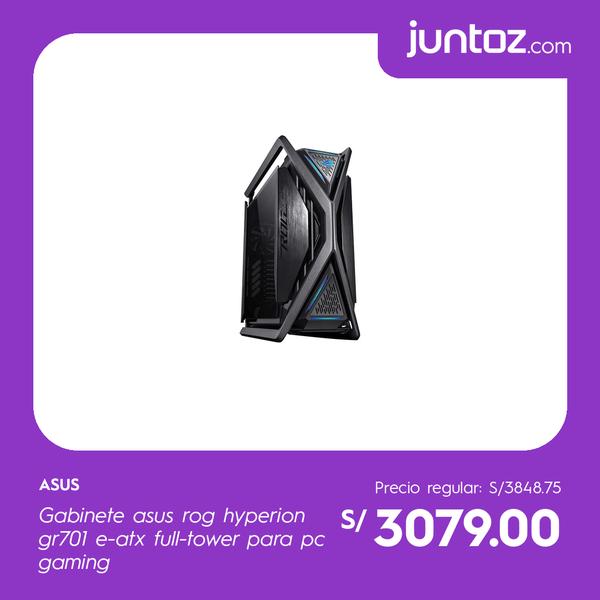 juntoz.com
ASUS
Gabinete asus rog hyperion
gr701 e-atx full-tower para pc
gaming
Precio regular: S/3848.75
S/ 3079.00